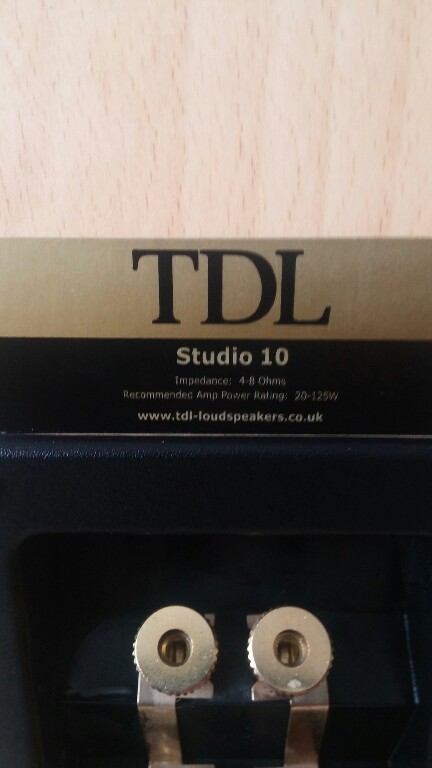 TDL
Studio 10
Impedance: 4-8 Ohms
Recommended Amp Power Rating: 20-125W
www.tdl-loudspeakers.co.uk